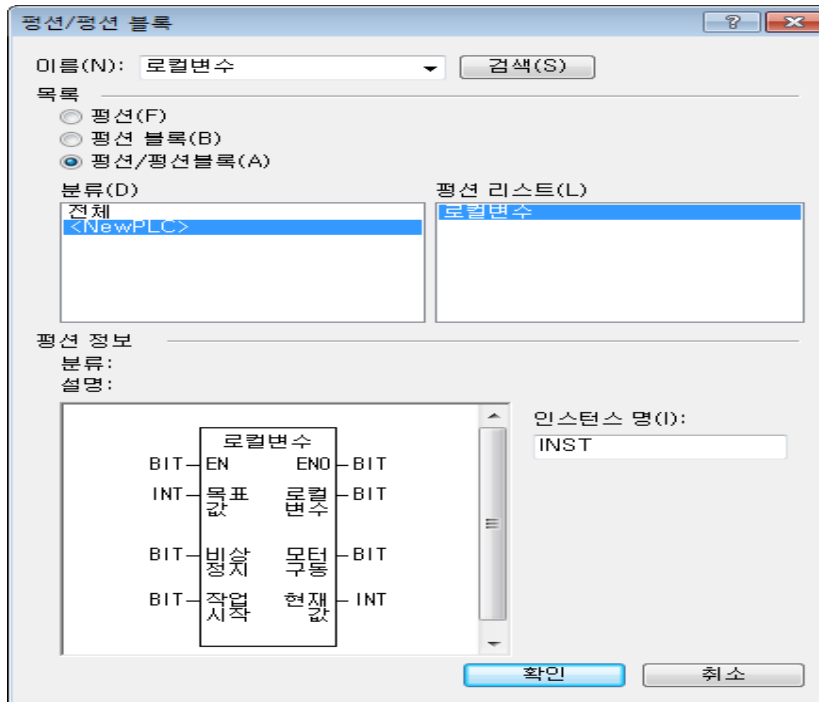 펑션/펑션 블록
이름(N): 로컬변수 검색(S)
목록
펑션(F)
펑션 블록(B)
펑션/펑션블록(A)
분류(D) 펑션 리스트(L)
전체 로컬변수
<NewPLC>
펑션 정보
분류:
설명:
인스턴스 명(I):
INST
로컬변수
BIT EN ENO BIT
INT 목표 로컬 BIT
값 변수
BIT 비상 모터 BIT
정지 구동
BIT 작업 현재 INT
시작 값
확인 취소